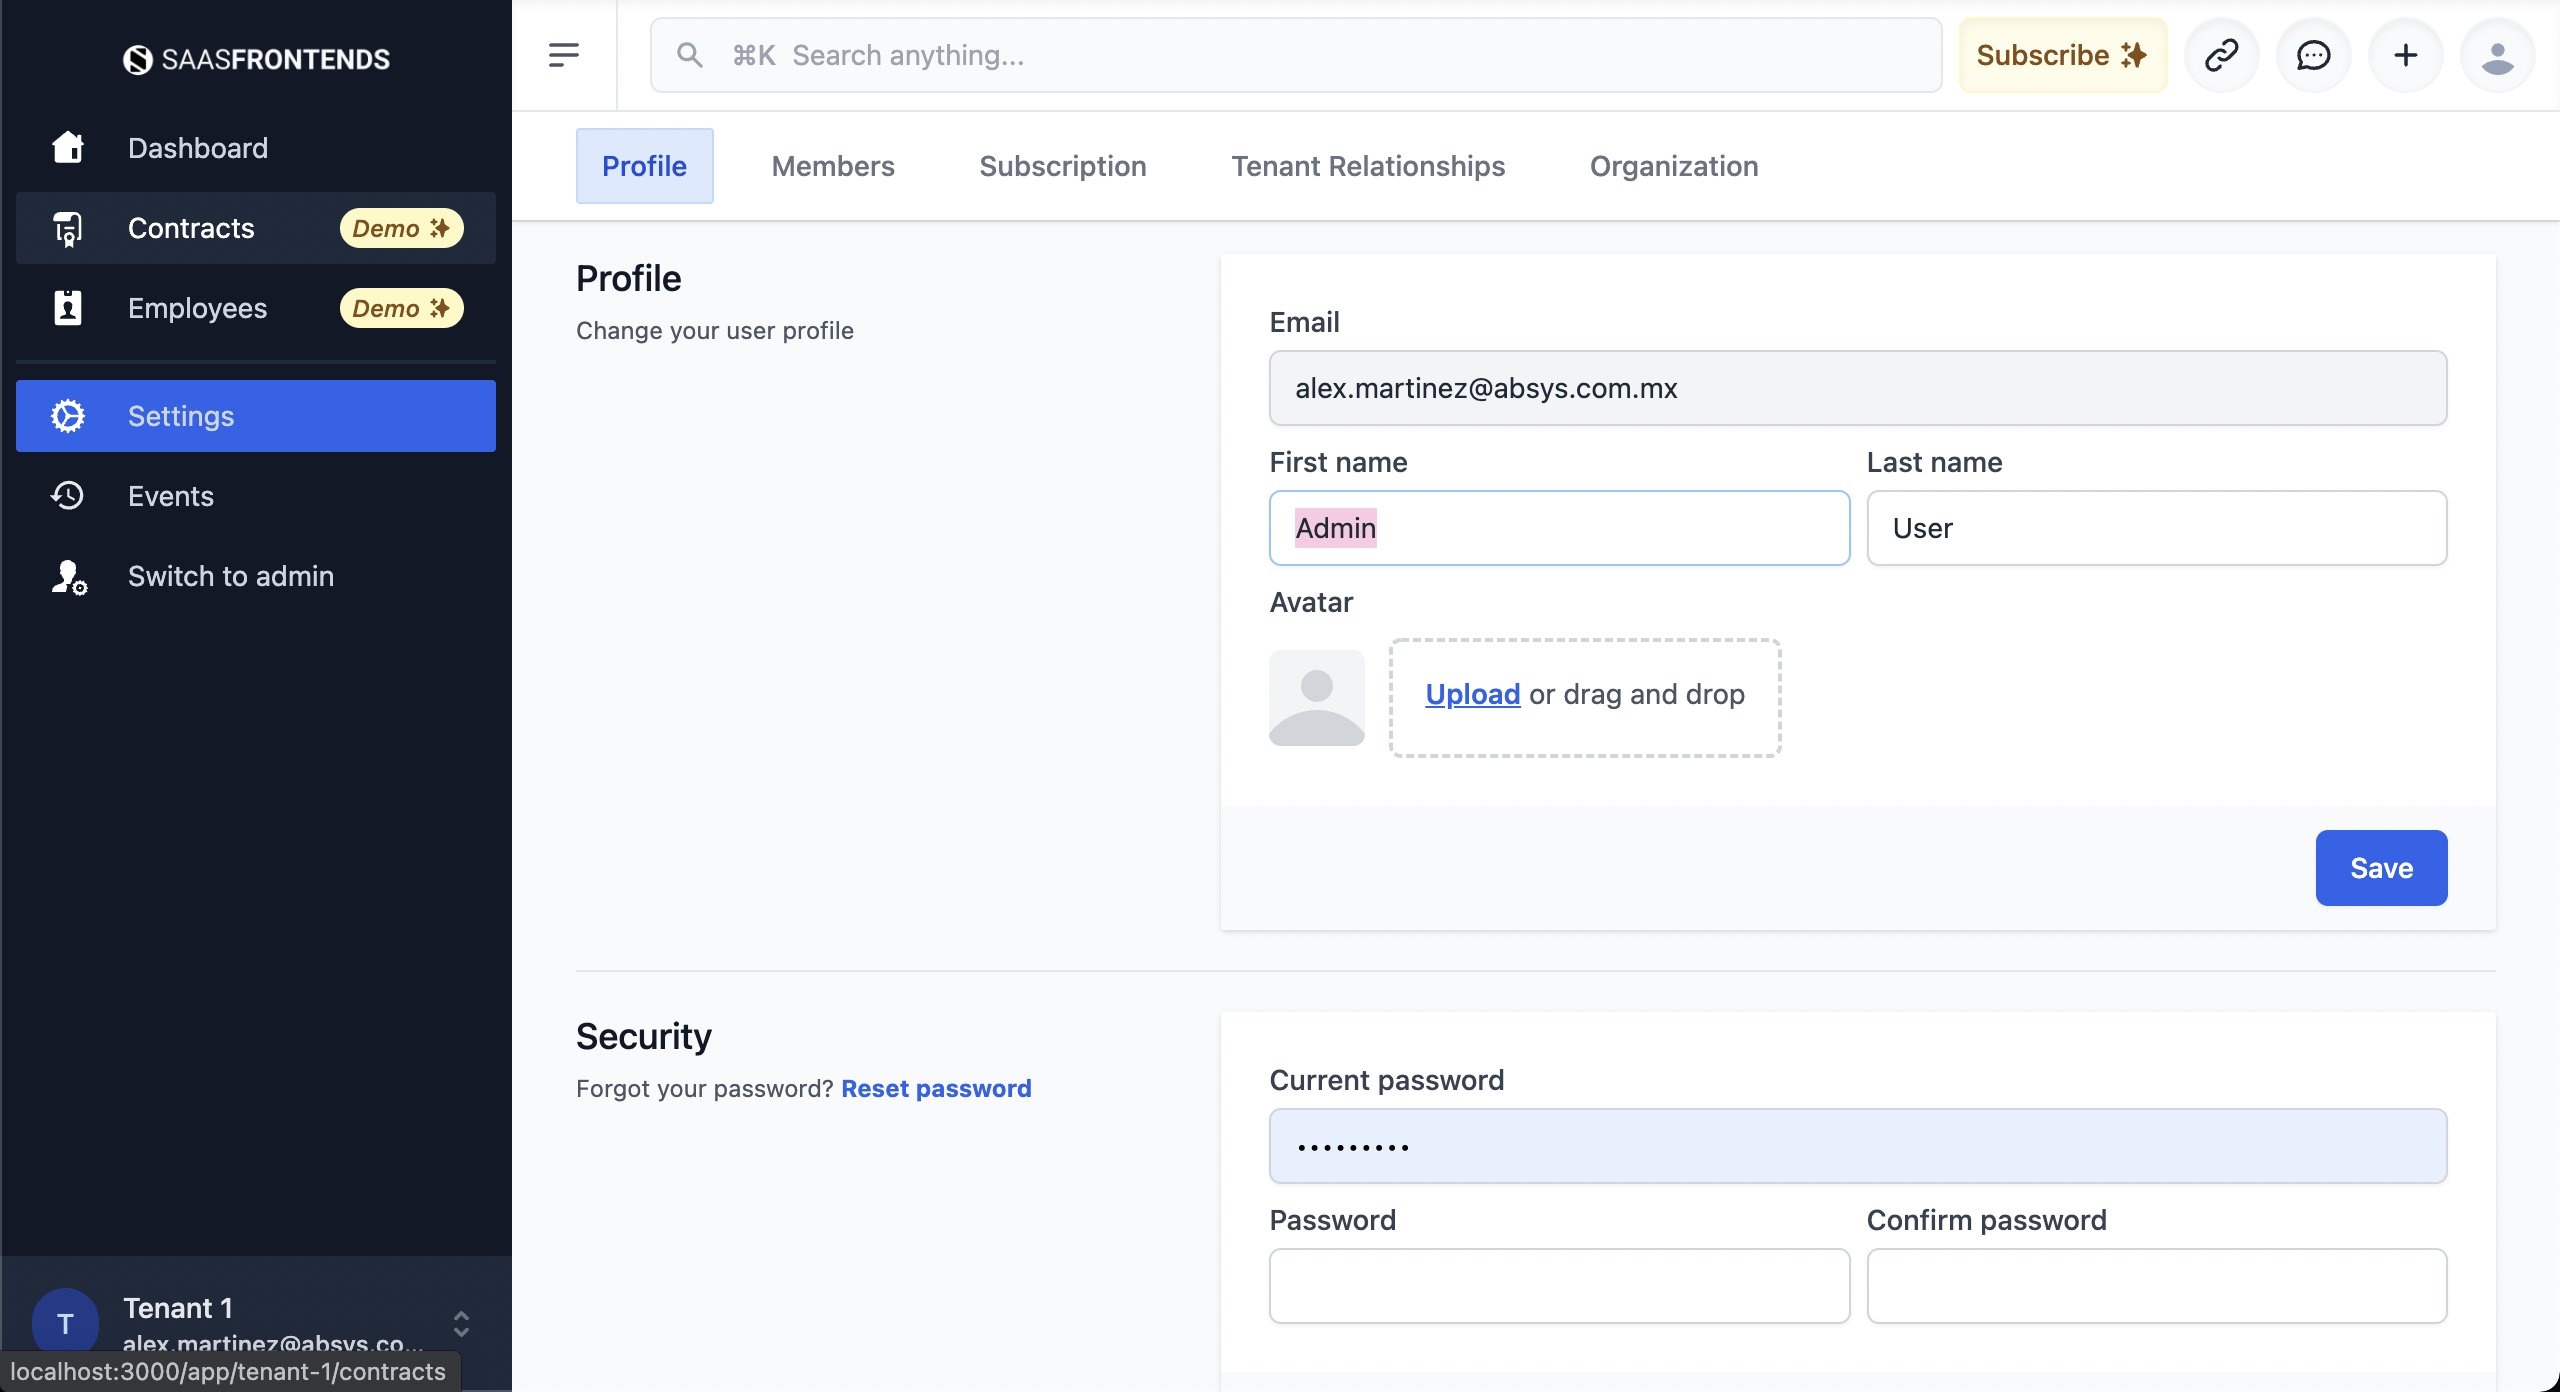 SAASFRONTENDS
Dashboard
Contracts
Demo
Employees
Demo
Settings
Events
Switch to admin
T
Tenant 1
alex.martinez@absys.co...
localhost:3000/app/tenant-1/contracts
⌘K Search anything...
Subscribe
Profile
Members
Subscription
Tenant Relationships
Organization
Profile
Change your user profile
Email
alex.martinez@absys.com.mx
First name
Last name
Admin
User
Avatar
Upload or drag and drop
Save
Security
Forgot your password? Reset password
Current password
•••••••••
Password
Confirm password